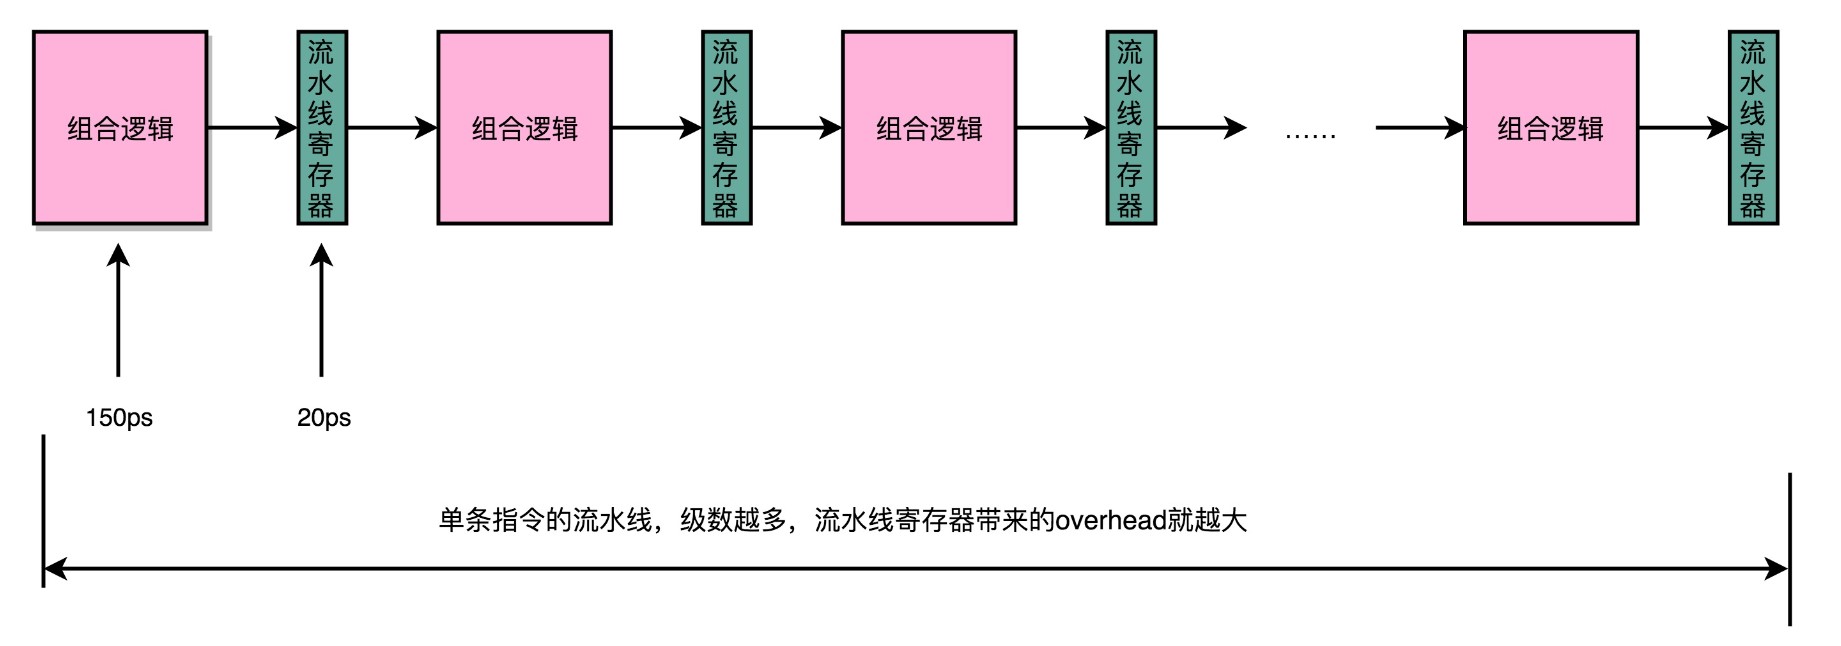 组合逻辑
流水线寄存器
组合逻辑
流水线寄存器
组合逻辑
流水线寄存器
......
组合逻辑
流水线寄存器
150ps
20ps
单条指令的流水线，级数越多，流水线寄存器带来的overhead就越大